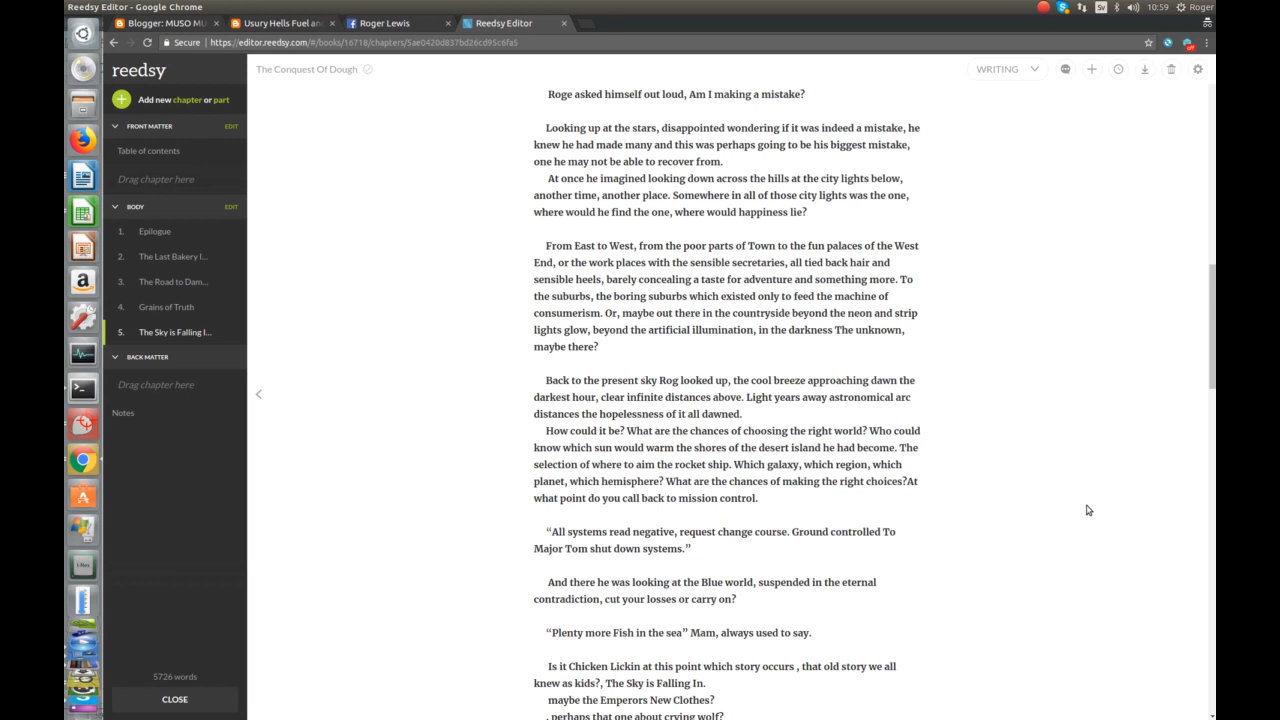 Reedsy Editor - Google Chrome
Sv
10:59
Roger
Blogger: MUSO MU
Usury Hells Fuel and
Roger Lewis
Reedsy Editor
Secure
https://editor.reedsy.com/#/books/16718/chapters/5ae0420d837bd26cd95c6fa5
reedsy
Add new chapter or part
FRONT MATTER
EDIT
Table of contents
Drag chapter here
BODY
EDIT
1. Epilogue
2. The Last Bakery I...
3. The Road to Dam...
4. Grains of Truth
5. The Sky is Falling I...
BACK MATTER
Drag chapter here
Notes
5726 words
CLOSE
The Conquest Of Dough
WRITING
Roge asked himself out loud, Am I making a mistake?
Looking up at the stars, disappointed wondering if it was indeed a mistake, he
knew he had made many and this was perhaps going to be his biggest mistake,
one he may not be able to recover from.
At once he imagined looking down across the hills at the city lights below,
another time, another place. Somewhere in all of those city lights was the one,
where would he find the one, where would happiness lie?
From East to West, from the poor parts of Town to the fun palaces of the West
End, or the work places with the sensible secretaries, all tied back hair and
sensible heels, barely concealing a taste for adventure and something more. To
the suburbs, the boring suburbs which existed only to feed the machine of
consumerism. Or, maybe out there in the countryside beyond the neon and strip
lights glow, beyond the artificial illumination, in the darkness The unknown,
maybe there?
Back to the present sky Rog looked up, the cool breeze approaching dawn the
darkest hour, clear infinite distances above. Light years away astronomical arc
distances the hopelessness of it all dawned.
How could it be? What are the chances of choosing the right world? Who could
know which sun would warm the shores of the desert island he had become. The
selection of where to aim the rocket ship. Which galaxy, which region, which
planet, which hemisphere? What are the chances of making the right choices?At
what point do you call back to mission control.
“All systems read negative, request change course. Ground controlled To
Major Tom shut down systems.”
And there he was looking at the Blue world, suspended in the eternal
contradiction, cut your losses or carry on?
“Plenty more Fish in the sea” Mam, always used to say.
Is it Chicken Lickin at this point which story occurs , that old story we all
knew as kids?, The Sky is Falling In.
maybe the Emperors New Clothes?
, perhaps that one about crying wolf?